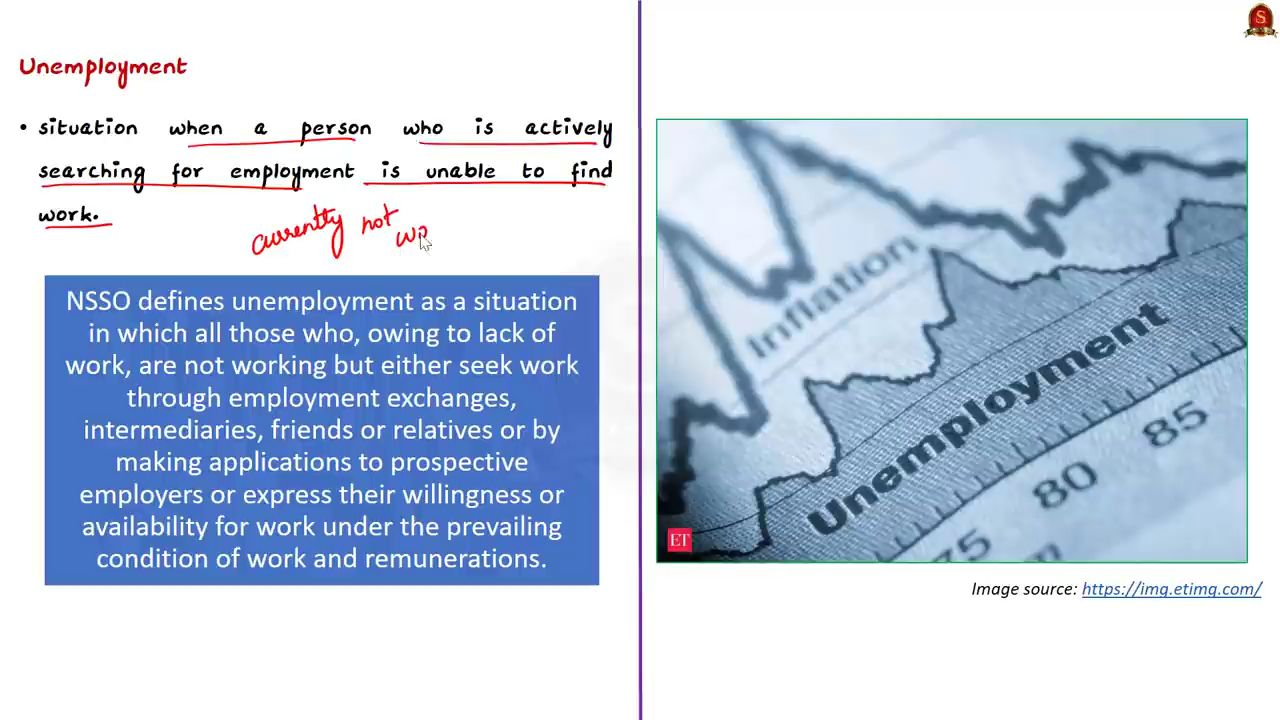 Unemployment
• situation when a person who is actively
searching for employment is unable to find
work.
currently not
NSSO defines unemployment as a situation
in which all those who, owing to lack of
work, are not working but either seek work
through employment exchanges,
intermediaries, friends or relatives or by
making applications to prospective
employers or express their willingness or
availability for work under the prevailing
condition of work and remunerations.
Inflation
Unemployment
75 80 85
ET
Image source: https://img.etimg.com/